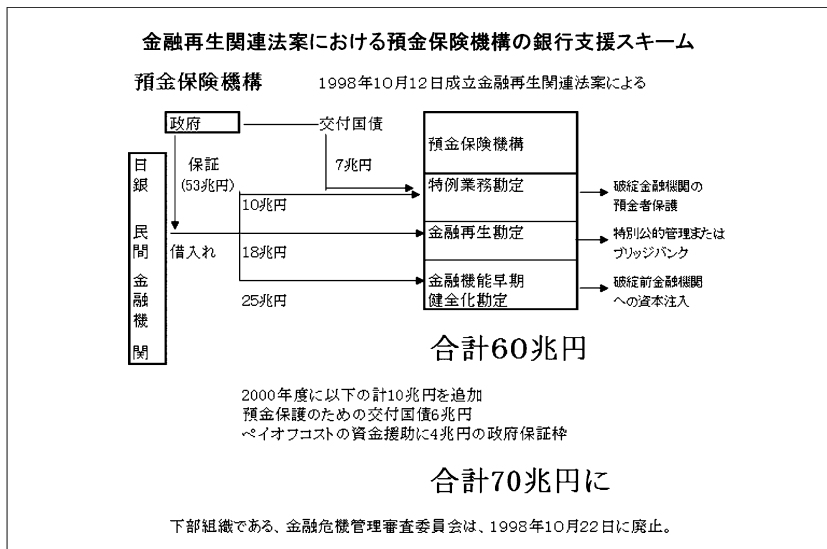 金融再生関連法案における預金保険機構の銀行支援スキーム
預金保険機構
1998年10月12日成立金融再生関連法案による
政府
交付国債
預金保険機構
日銀 民間金融機関
保証
(53兆円)
7兆円
特例業務勘定
破綻金融機関の
預金者保護
10兆円
借入れ
18兆円
金融再生勘定
特別公的管理または
ブリッジバンク
25兆円
金融機能早期
健全化勘定
破綻前金融機関
への資本注入
合計60兆円
2000年度に以下の計10兆円を追加
預金保護のための交付国債6兆円
ペイオフコストの資金援助に4兆円の政府保証枠
合計70兆円に
下部組織である、金融危機管理審査委員会は、1998年10月22日に廃止。